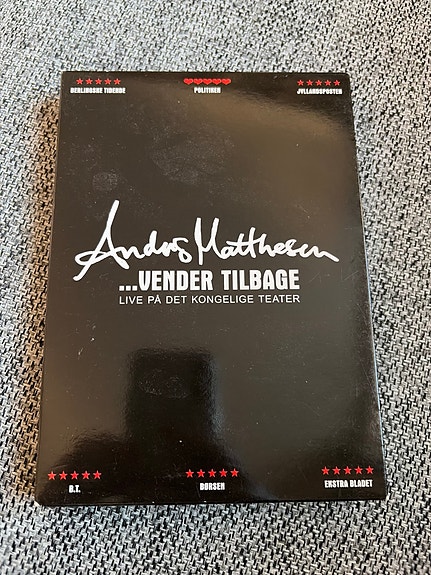 BERLINGSKE TIDENDE
POLITIKEN
JYLLANDSPOSTEN
Anders Matthesen
...VENDER TILBAGE
LIVE PÅ DET KONGELIGE TEATER
B.T.
BØRSEN
EKSTRA BLADET